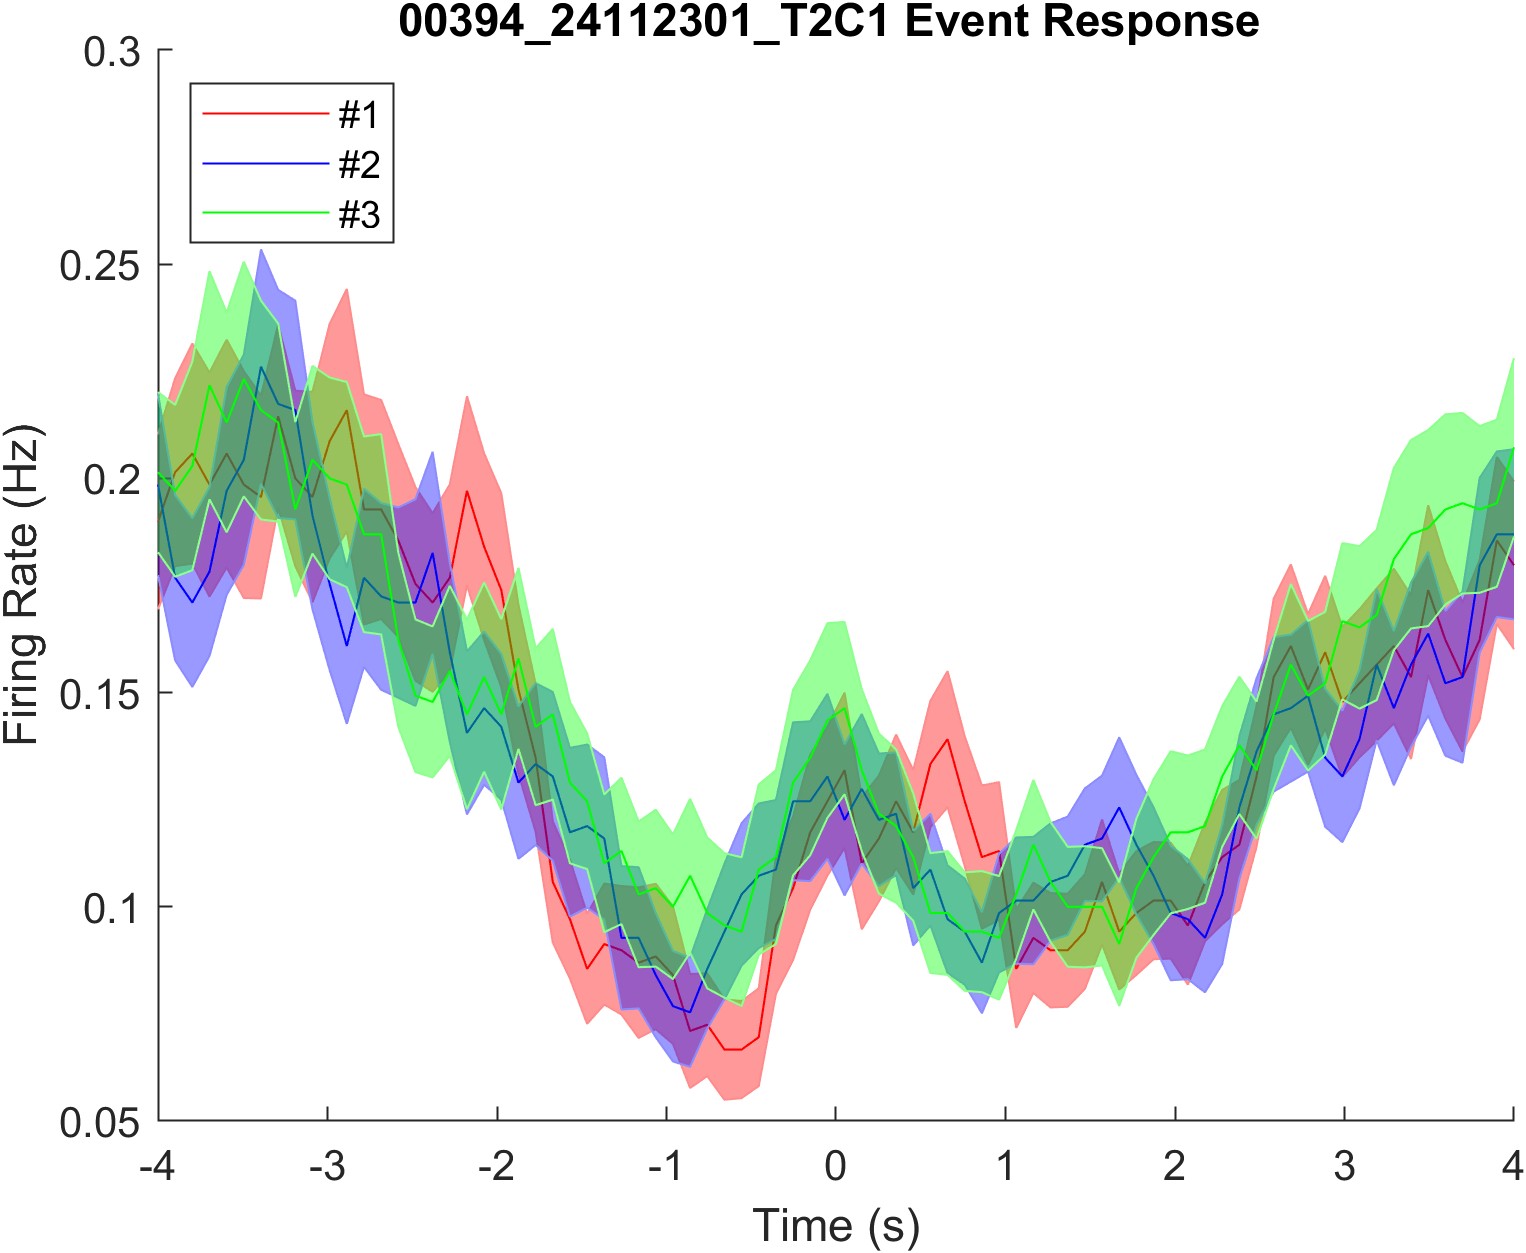 00394_24112301_T2C1 Event Response
0.3
0.25
0.2
0.15
0.1
0.05
Firing Rate (Hz)
#1
#2
#3
-4 -3 -2 -1 0 1 2 3 4
Time (s)